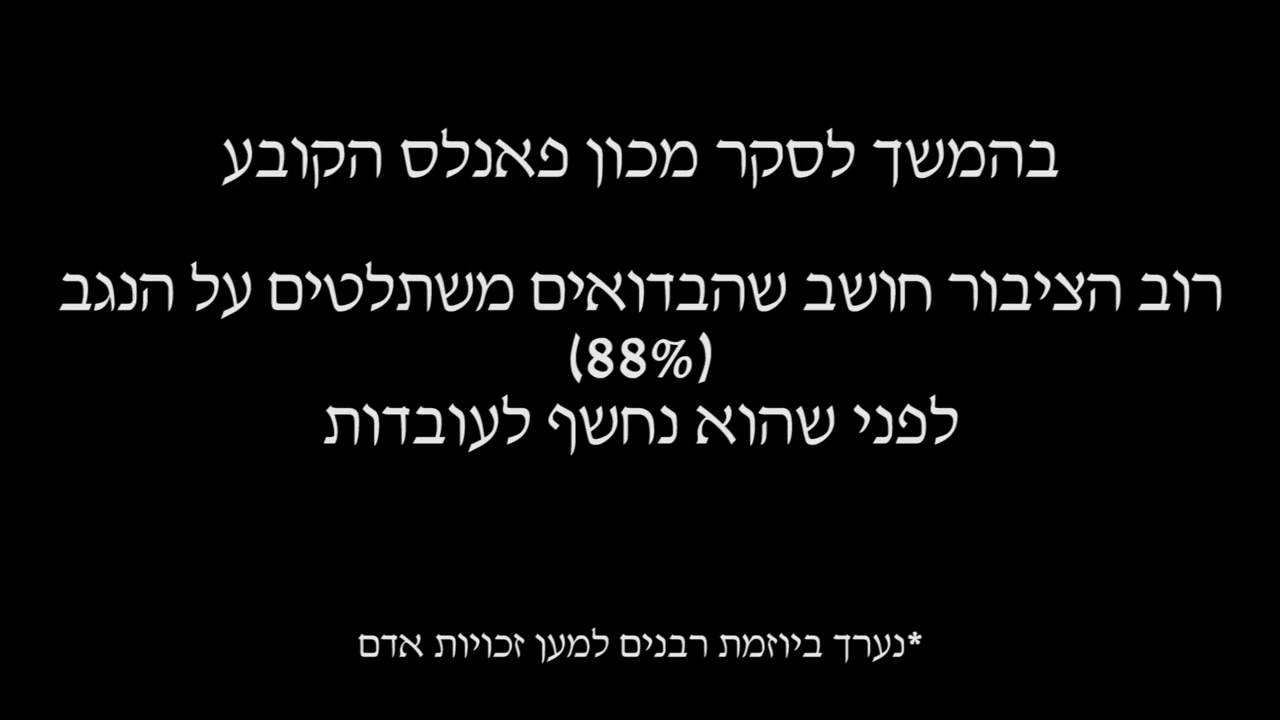 בהמשך לסקר מכון פאנלס הקובע
רוב הציבור חושב שהבדואים משתלטים על הנגב
(88%)
לפני שהוא נחשף לעובדות
*נערך ביוזמת רבנים למען זכויות אדם